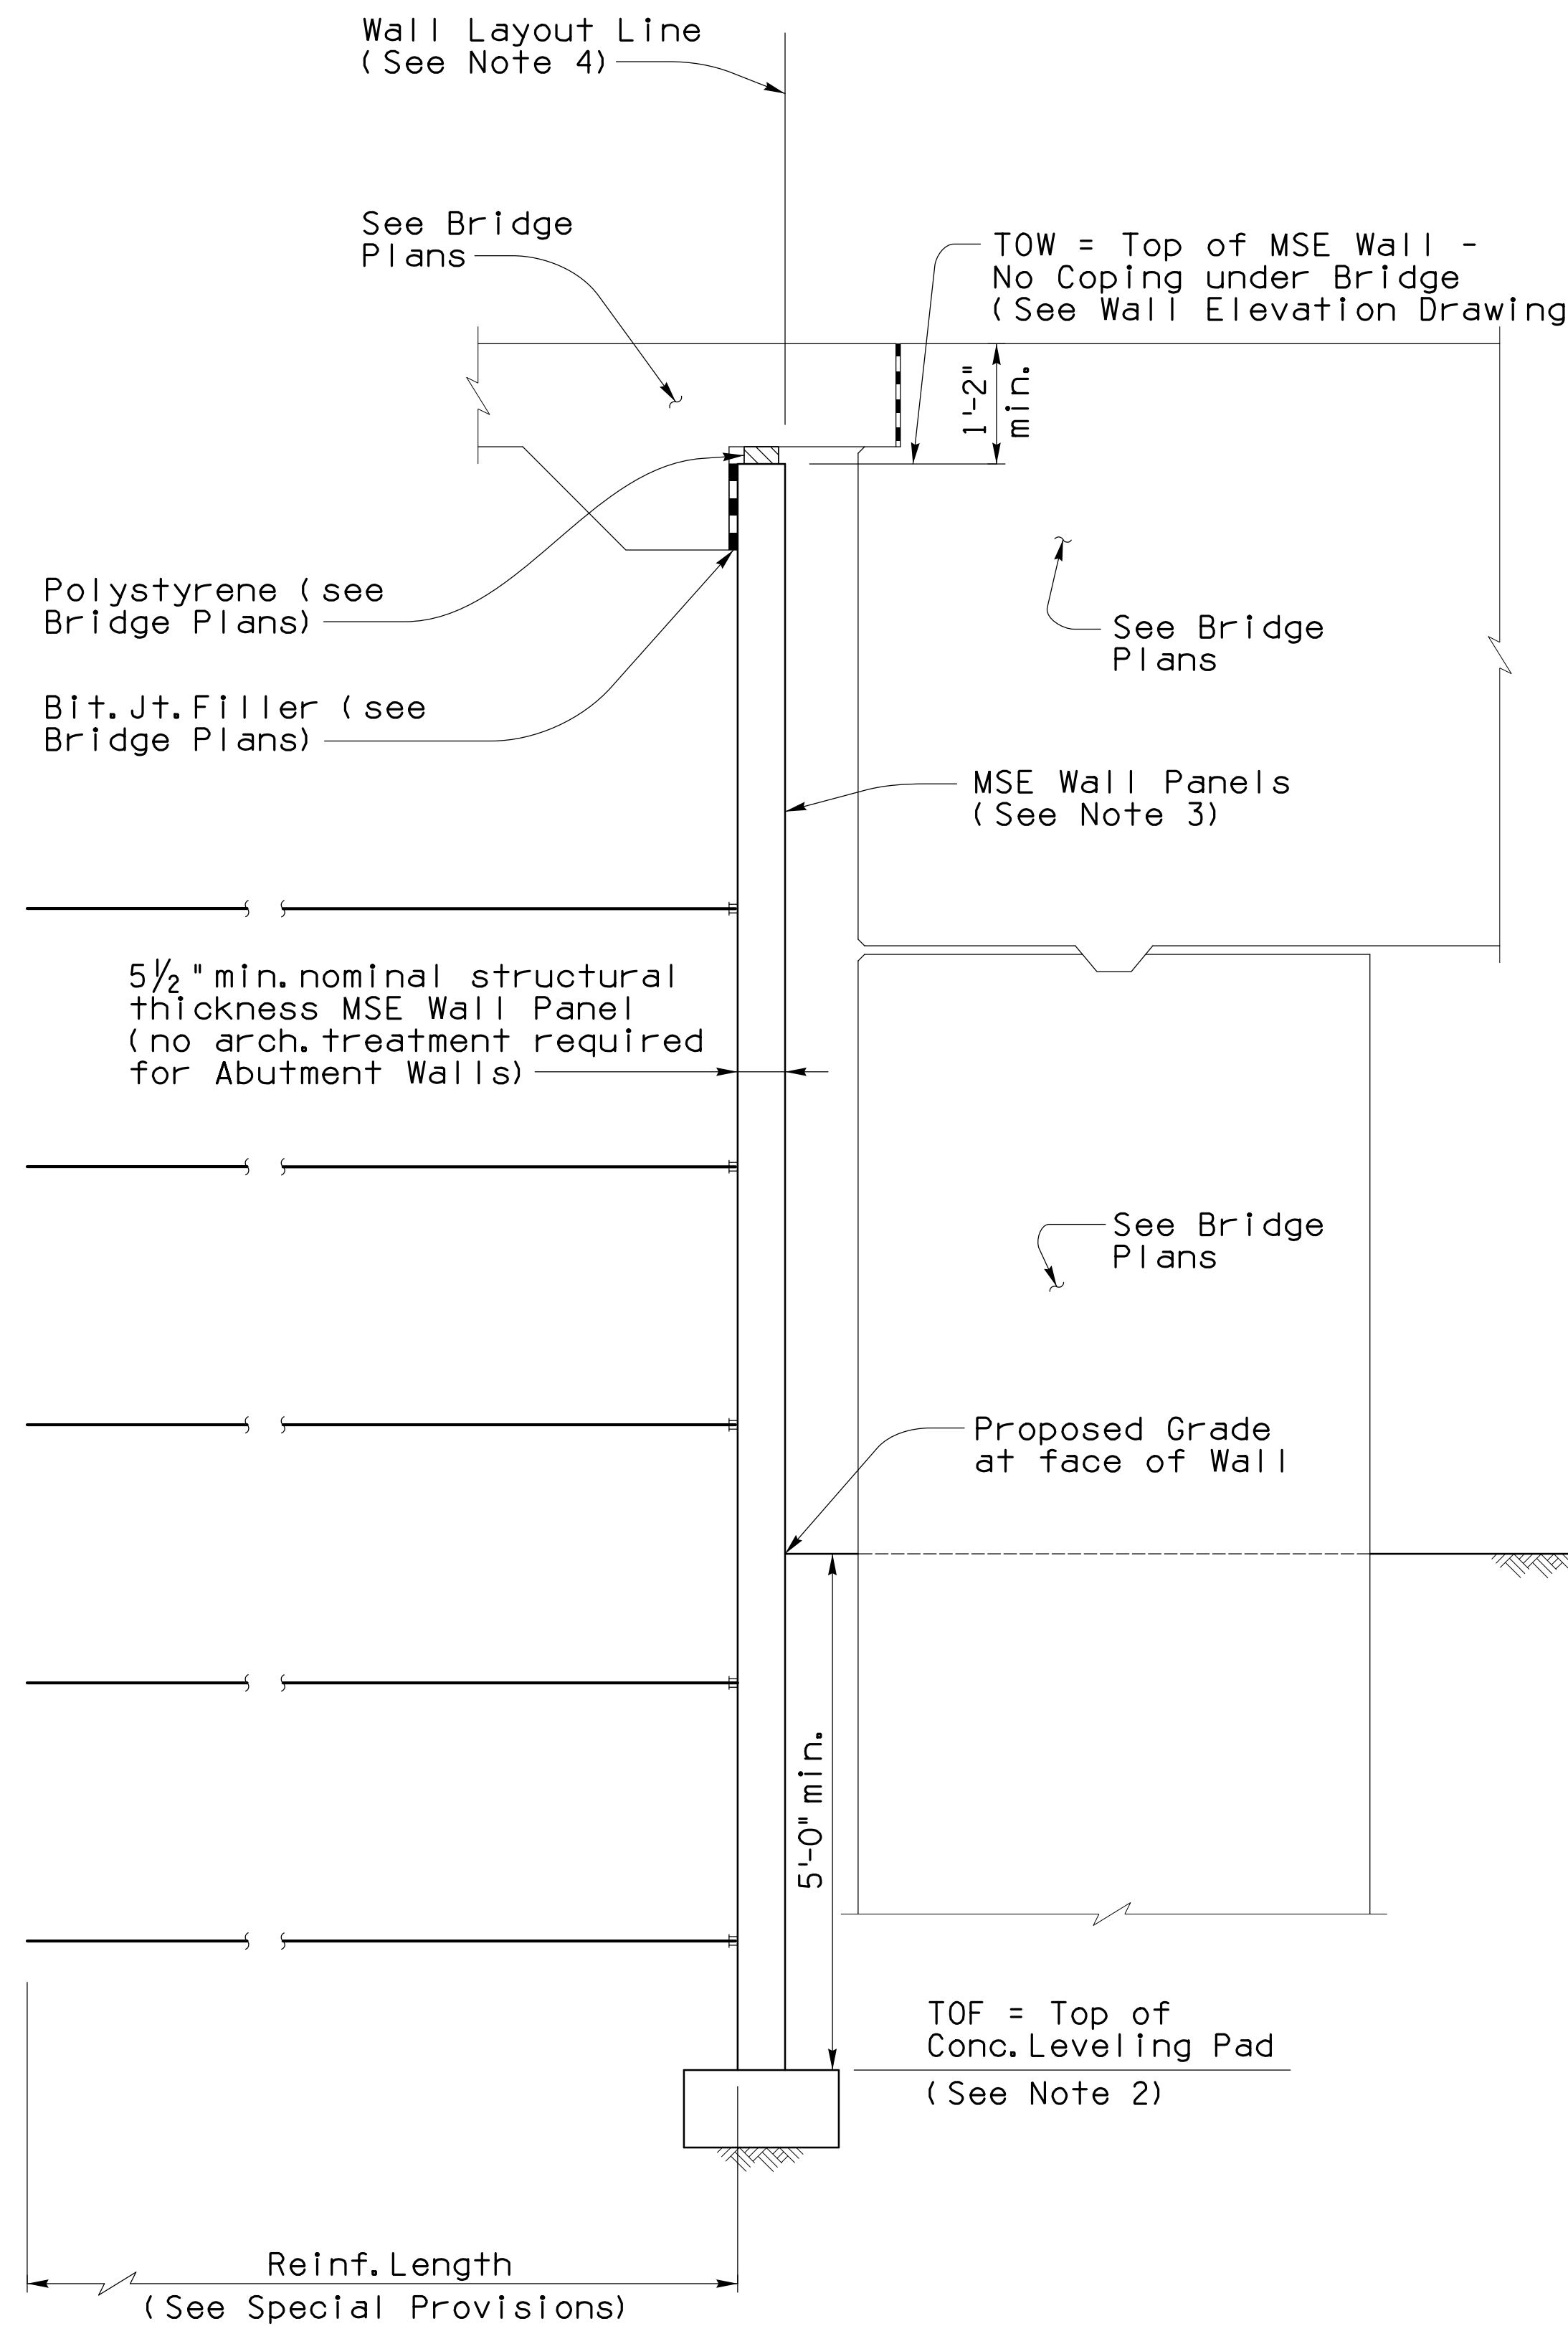 Wall Layout Line
(See Note 4)
See Bridge
Plans
TOW = Top of MSE Wall -
No Coping under Bridge
(See Wall Elevation Drawing
1'-2"
min.
Polystyrene (see
Bridge Plans)
See Bridge
Plans
Bit. Jt. Filler (see
Bridge Plans)
MSE Wall Panels
(See Note 3)
5½" min. nominal structural
thickness MSE Wall Panel
(no arch. treatment required
for Abutment Walls)
See Bridge
Plans
Proposed Grade
at face of Wall
5'-0" min.
TOF = Top of
Conc. Leveling Pad
(See Note 2)
Reinf. Length
(See Special Provisions)